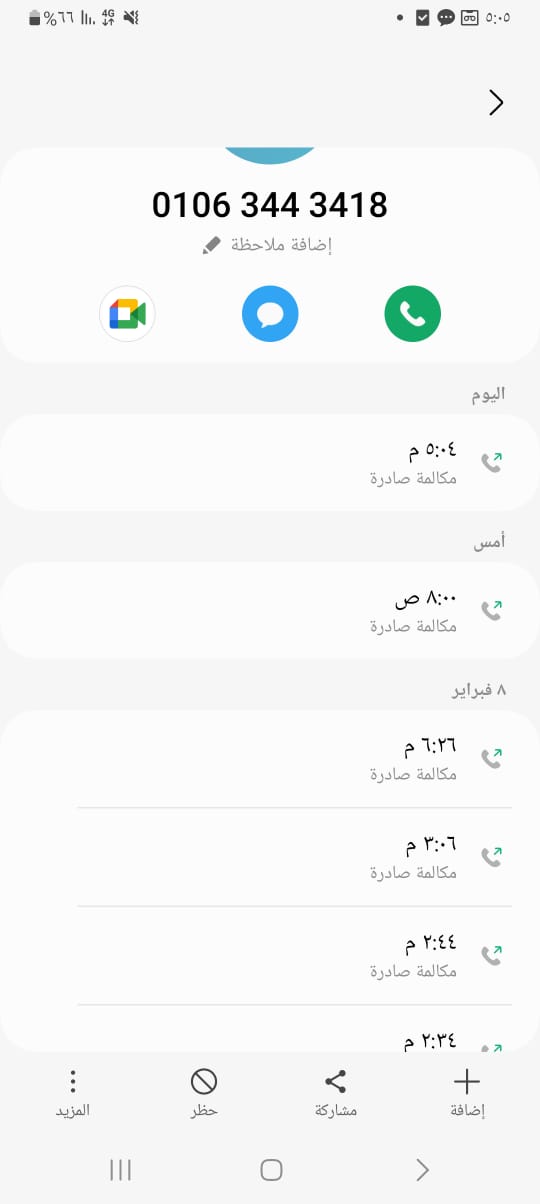 ٥:٠٥
4G
%٦٦
0106 344 3418
إضافة ملاحظة
اليوم
٥:٠٤ م
مكالمة صادرة
أمس
٨:٠٠ ص
مكالمة صادرة
٨ فبراير
٦:٢٦ م
مكالمة صادرة
٣:٠٦ م
مكالمة صادرة
٢:٤٤ م
مكالمة صادرة
٢:٣٤ م
إضافة
مشاركة
حظر
المزيد